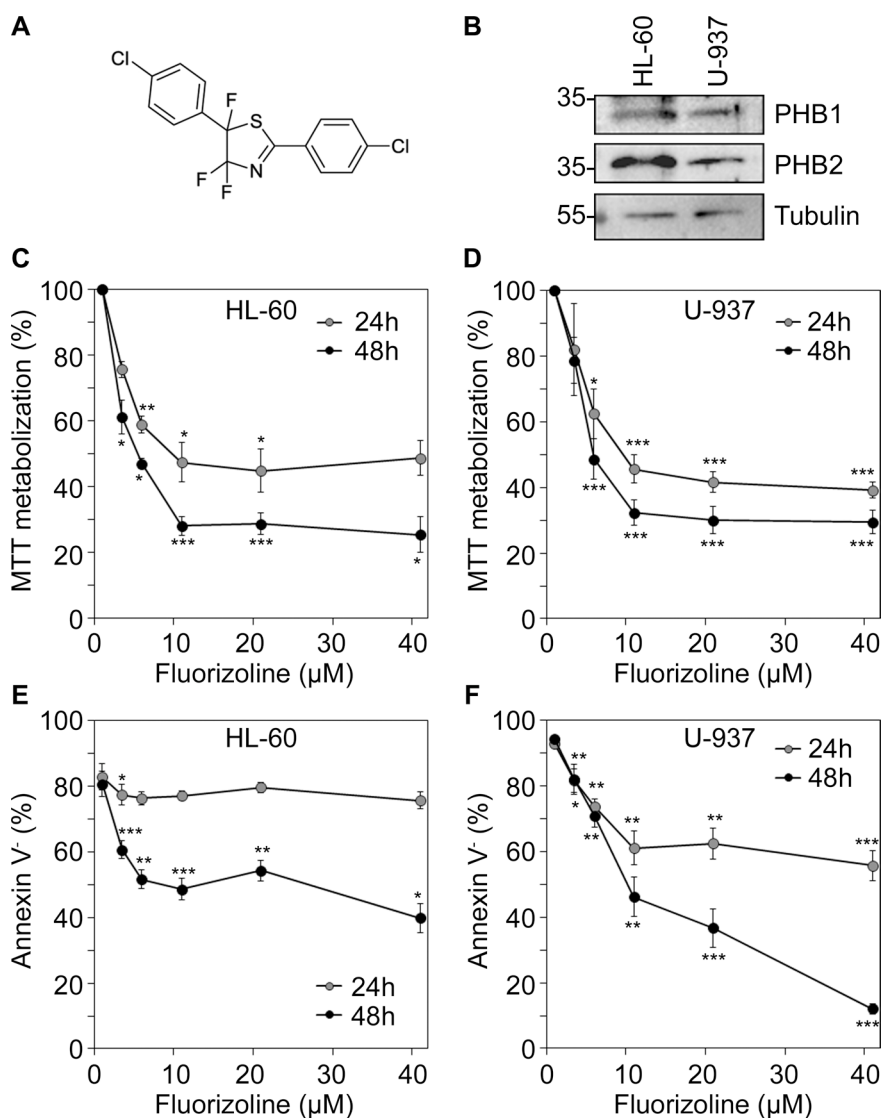 A
Cl
F
S
Cl
F
N
F
B
HL-60
U-937
35
PHB1
35
PHB2
55
Tubulin
C
HL-60
24h
48h
MTT metabolization (%)
100
80
60
40
20
0
** * *
* * *** *** *
0 10 20 30 40
Fluorizoline (µM)
D
U-937
24h
48h
MTT metabolization (%)
100
80
60
40
20
0
* *** *** ***
*** *** *** ***
0 10 20 30 40
Fluorizoline (µM)
E
HL-60
24h
48h
Annexin V- (%)
100
80
60
40
20
0
*
*** ** *** ** *
0 10 20 30 40
Fluorizoline (µM)
F
U-937
24h
48h
Annexin V- (%)
100
80
60
40
20
0
** ** ** ** ***
* ** ** *** ***
0 10 20 30 40
Fluorizoline (µM)